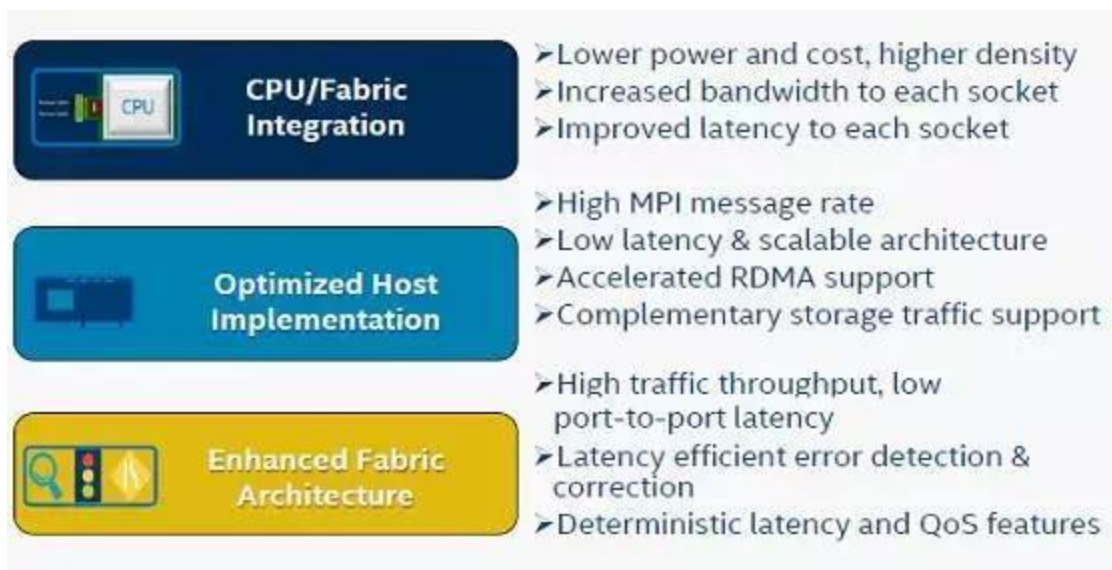 CPU
CPU/Fabric
Integration
➢Lower power and cost, higher density
➢Increased bandwidth to each socket
➢Improved latency to each socket
Optimized Host
Implementation
➢High MPI message rate
➢Low latency & scalable architecture
➢Accelerated RDMA support
➢Complementary storage traffic support
Enhanced Fabric
Architecture
➢High traffic throughput, low
port-to-port latency
➢Latency efficient error detection &
correction
➢Deterministic latency and QoS features